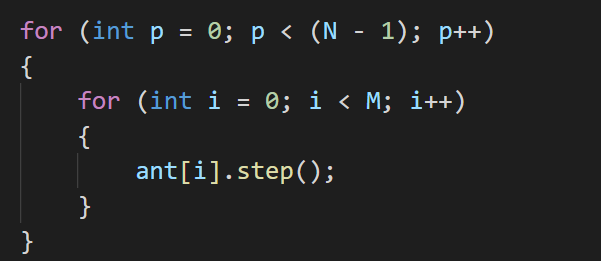 for (int p = 0; p < (N - 1); p++)
{
    for (int i = 0; i < M; i++)
    {
        ant[i].step();
    }
}